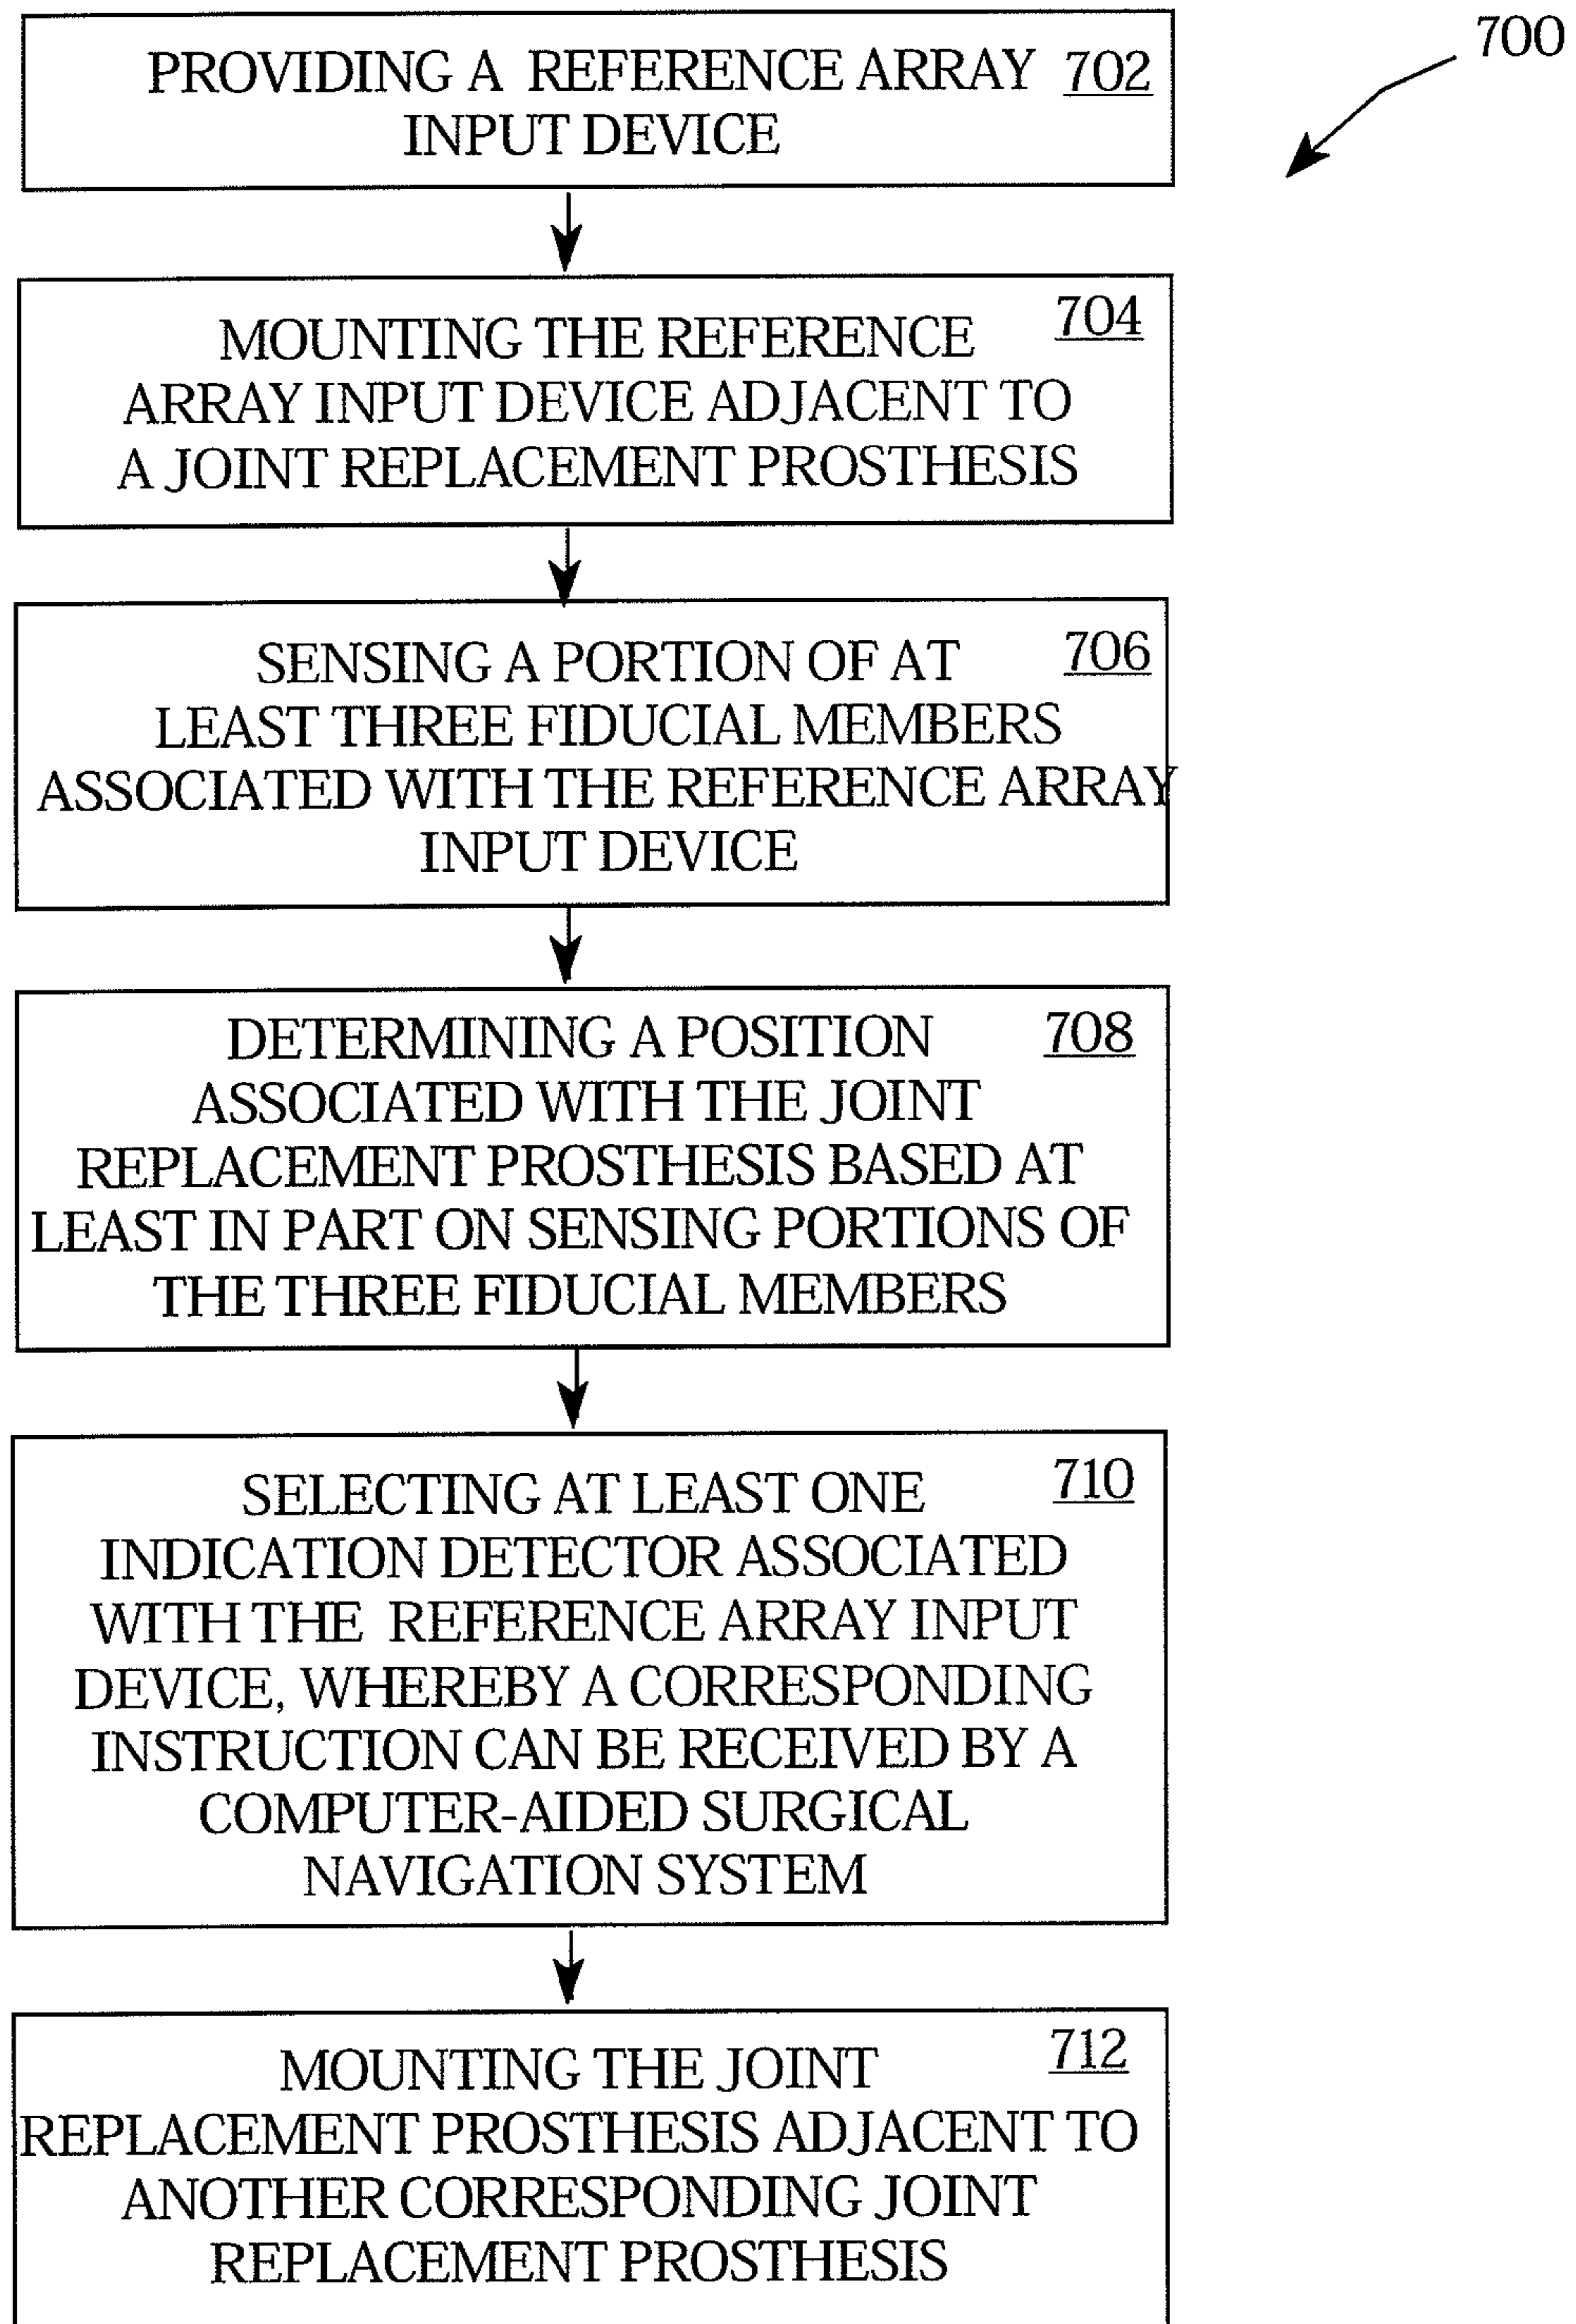 700
PROVIDING A REFERENCE ARRAY 702
INPUT DEVICE
704
MOUNTING THE REFERENCE
ARRAY INPUT DEVICE ADJACENT TO
A JOINT REPLACEMENT PROSTHESIS
706
SENSING A PORTION OF AT
LEAST THREE FIDUCIAL MEMBERS
ASSOCIATED WITH THE REFERENCE ARRAY
INPUT DEVICE
708
DETERMINING A POSITION
ASSOCIATED WITH THE JOINT
REPLACEMENT PROSTHESIS BASED AT
LEAST IN PART ON SENSING PORTIONS OF
THE THREE FIDUCIAL MEMBERS
710
SELECTING AT LEAST ONE
INDICATION DETECTOR ASSOCIATED
WITH THE REFERENCE ARRAY INPUT
DEVICE, WHEREBY A CORRESPONDING
INSTRUCTION CAN BE RECEIVED BY A
COMPUTER-AIDED SURGICAL
NAVIGATION SYSTEM
712
MOUNTING THE JOINT
REPLACEMENT PROSTHESIS ADJACENT TO
ANOTHER CORRESPONDING JOINT
REPLACEMENT PROSTHESIS